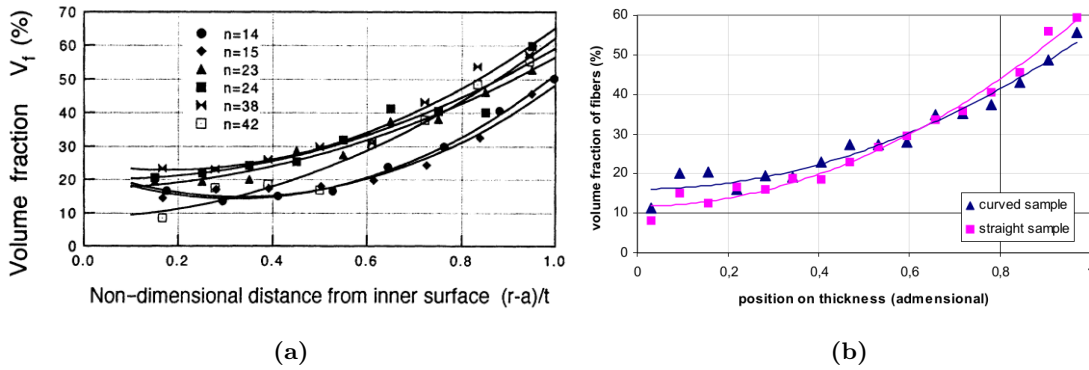 Volume fraction V_f (%)
70
60
50
40
30
20
10
0
n=14
n=15
n=23
n=24
n=38
n=42
0.0 0.2 0.4 0.6 0.8 1.0
Non-dimensional distance from inner surface (r-a)/t
(a)
volume fraction of fibers (%)
60
50
40
30
20
10
0
curved sample
straight sample
0 0,2 0,4 0,6 0,8 1
position on thickness (admensional)
(b)